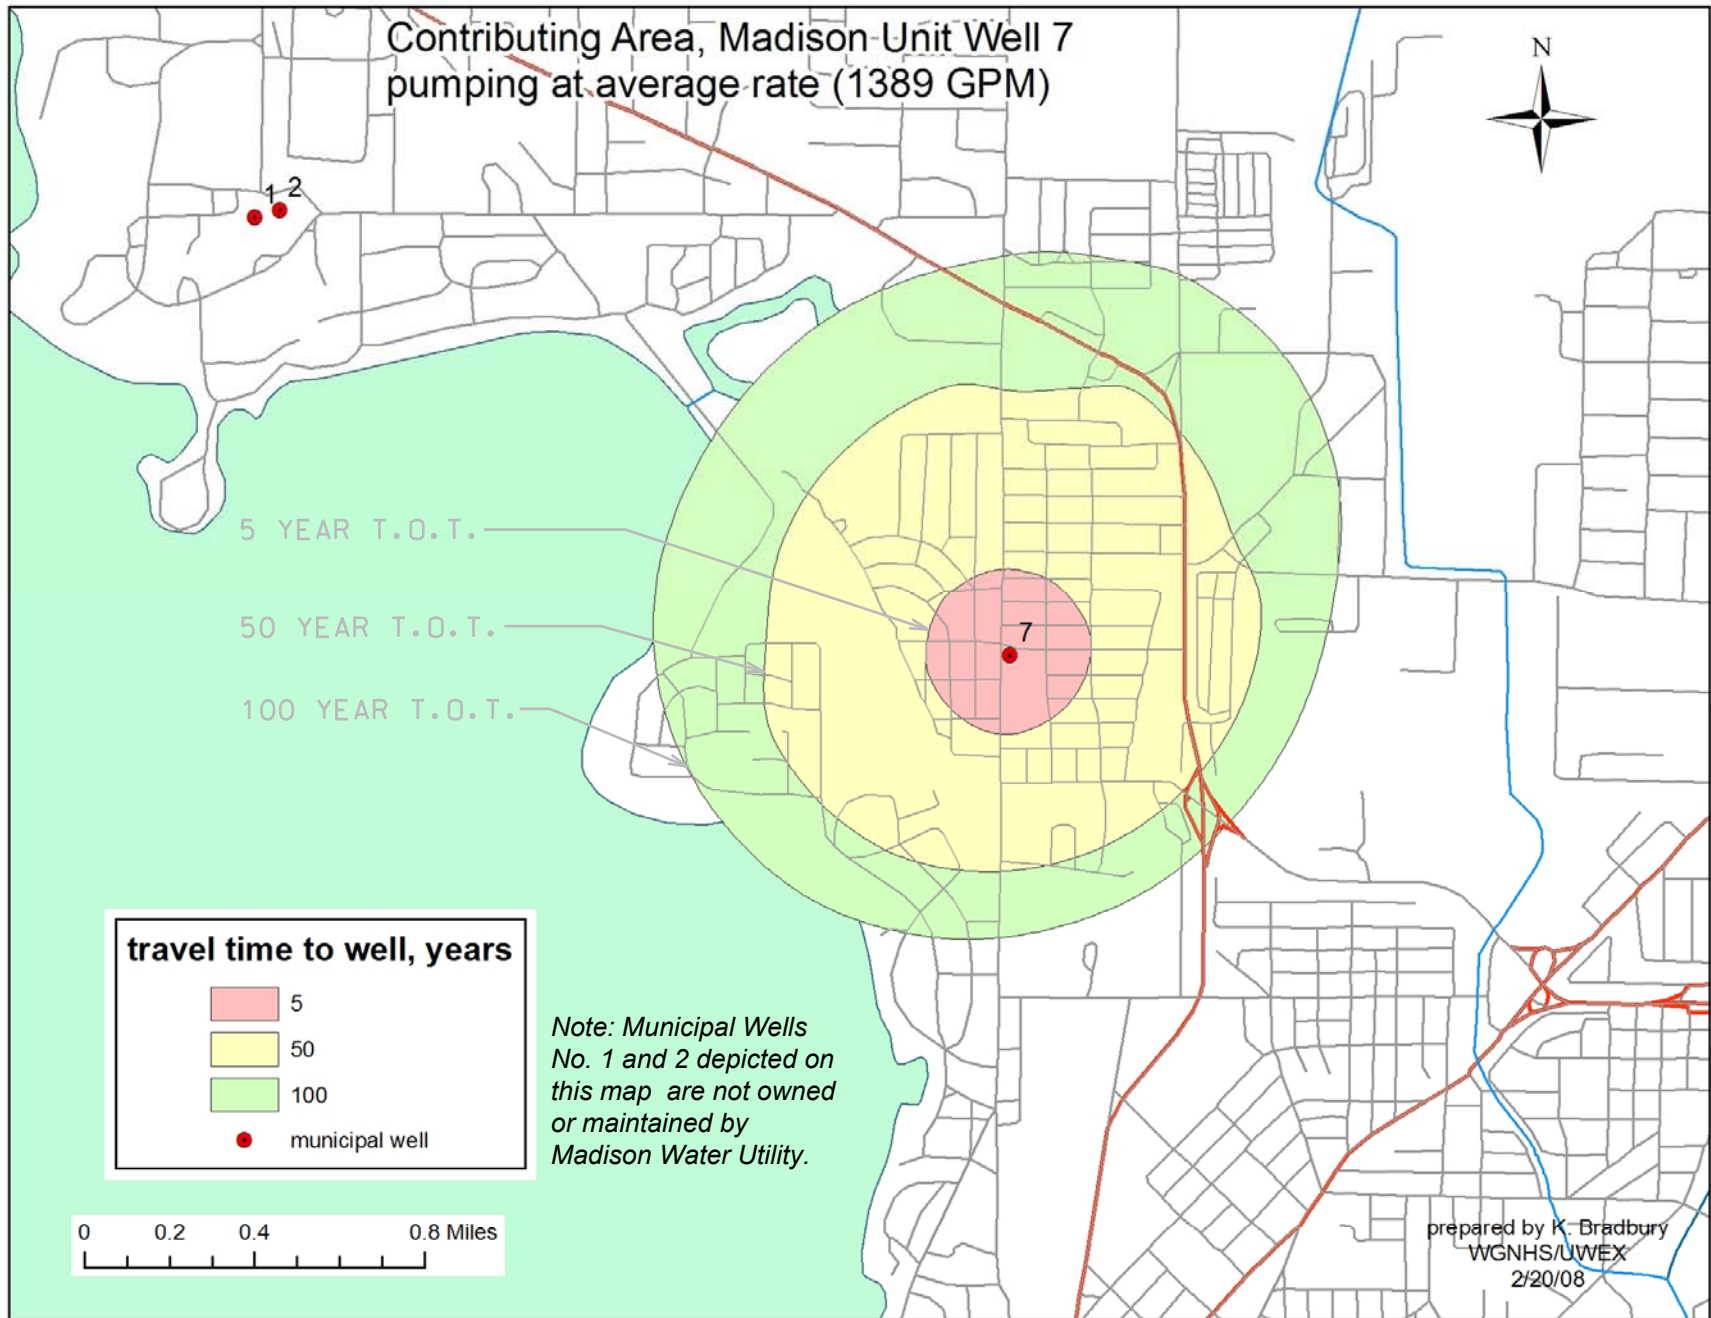 Contributing Area, Madison Unit Well 7
pumping at average rate (1389 GPM)
N
1
2
5 YEAR T.O.T.
50 YEAR T.O.T.
100 YEAR T.O.T.
7
travel time to well, years
5
50
100
municipal well
Note: Municipal Wells
No. 1 and 2 depicted on
this map are not owned
or maintained by
Madison Water Utility.
0 0.2 0.4 0.8 Miles
prepared by K. Bradbury
WGNHS/UWEX
2/20/08